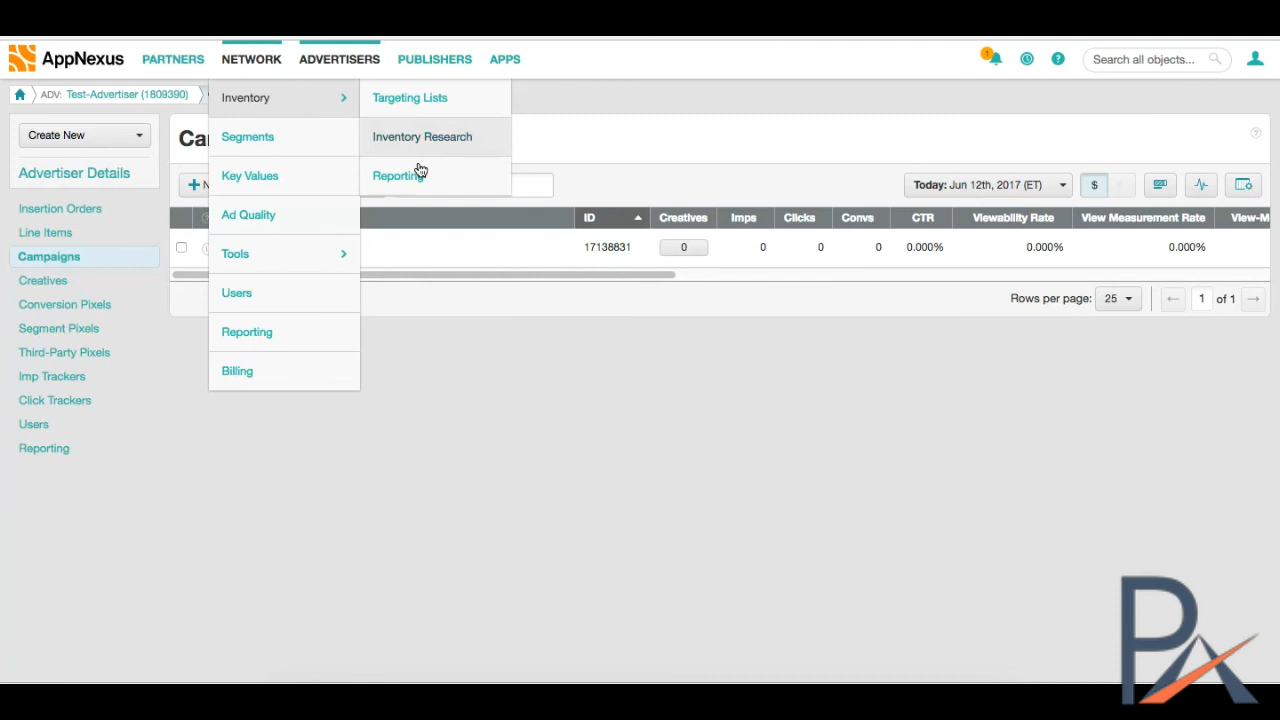 AppNexus PARTNERS NETWORK ADVERTISERS PUBLISHERS APPS 1 ? Search all objects...
ADV: Test-Advertiser (1809390)
Inventory
Targeting Lists
Segments
Inventory Research
Key Values
Reporting
Ad Quality
Tools
Users
Reporting
Billing
Create New
Advertiser Details
Insertion Orders
Line Items
Campaigns
Creatives
Conversion Pixels
Segment Pixels
Third-Party Pixels
Imp Trackers
Click Trackers
Users
Reporting
Ca
?
+ N
Today: Jun 12th, 2017 (ET) $
ID Creatives Imps Clicks Convs CTR Viewability Rate View Measurement Rate View-M
17138831 0 0 0 0 0.000% 0.000% 0.000%
Rows per page: 25 ← 1 of 1 →
PX